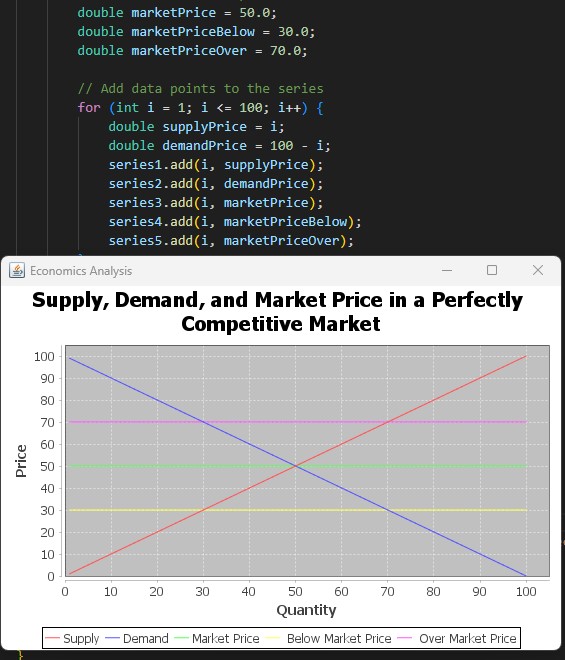 double marketPrice = 50.0;
double marketPriceBelow = 30.0;
double marketPriceOver = 70.0;
// Add data points to the series
for (int i = 1; i <= 100; i++) {
double supplyPrice = i;
double demandPrice = 100 - i;
series1.add(i, supplyPrice);
series2.add(i, demandPrice);
series3.add(i, marketPrice);
series4.add(i, marketPriceBelow);
series5.add(i, marketPriceOver);
Economics Analysis
Supply, Demand, and Market Price in a Perfectly
Competitive Market
100
90
80
70
60
50
40
30
20
10
0
Price
0 10 20 30 40 50 60 70 80 90 100
Quantity
Supply Demand Market Price Below Market Price Over Market Price
}